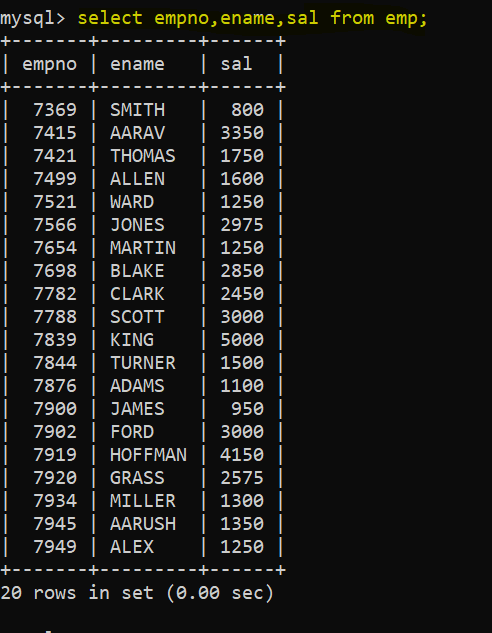 mysql> select empno,ename,sal from emp;
+-------+---------+------+
| empno | ename   | sal  |
+-------+---------+------+
|  7369 | SMITH   |  800 |
|  7415 | AARAV   | 3350 |
|  7421 | THOMAS  | 1750 |
|  7499 | ALLEN   | 1600 |
|  7521 | WARD    | 1250 |
|  7566 | JONES   | 2975 |
|  7654 | MARTIN  | 1250 |
|  7698 | BLAKE   | 2850 |
|  7782 | CLARK   | 2450 |
|  7788 | SCOTT   | 3000 |
|  7839 | KING    | 5000 |
|  7844 | TURNER  | 1500 |
|  7876 | ADAMS   | 1100 |
|  7900 | JAMES   |  950 |
|  7902 | FORD    | 3000 |
|  7919 | HOFFMAN | 4150 |
|  7920 | GRASS   | 2575 |
|  7934 | MILLER  | 1300 |
|  7945 | AARUSH  | 1350 |
|  7949 | ALEX    | 1250 |
+-------+---------+------+
20 rows in set (0.00 sec)